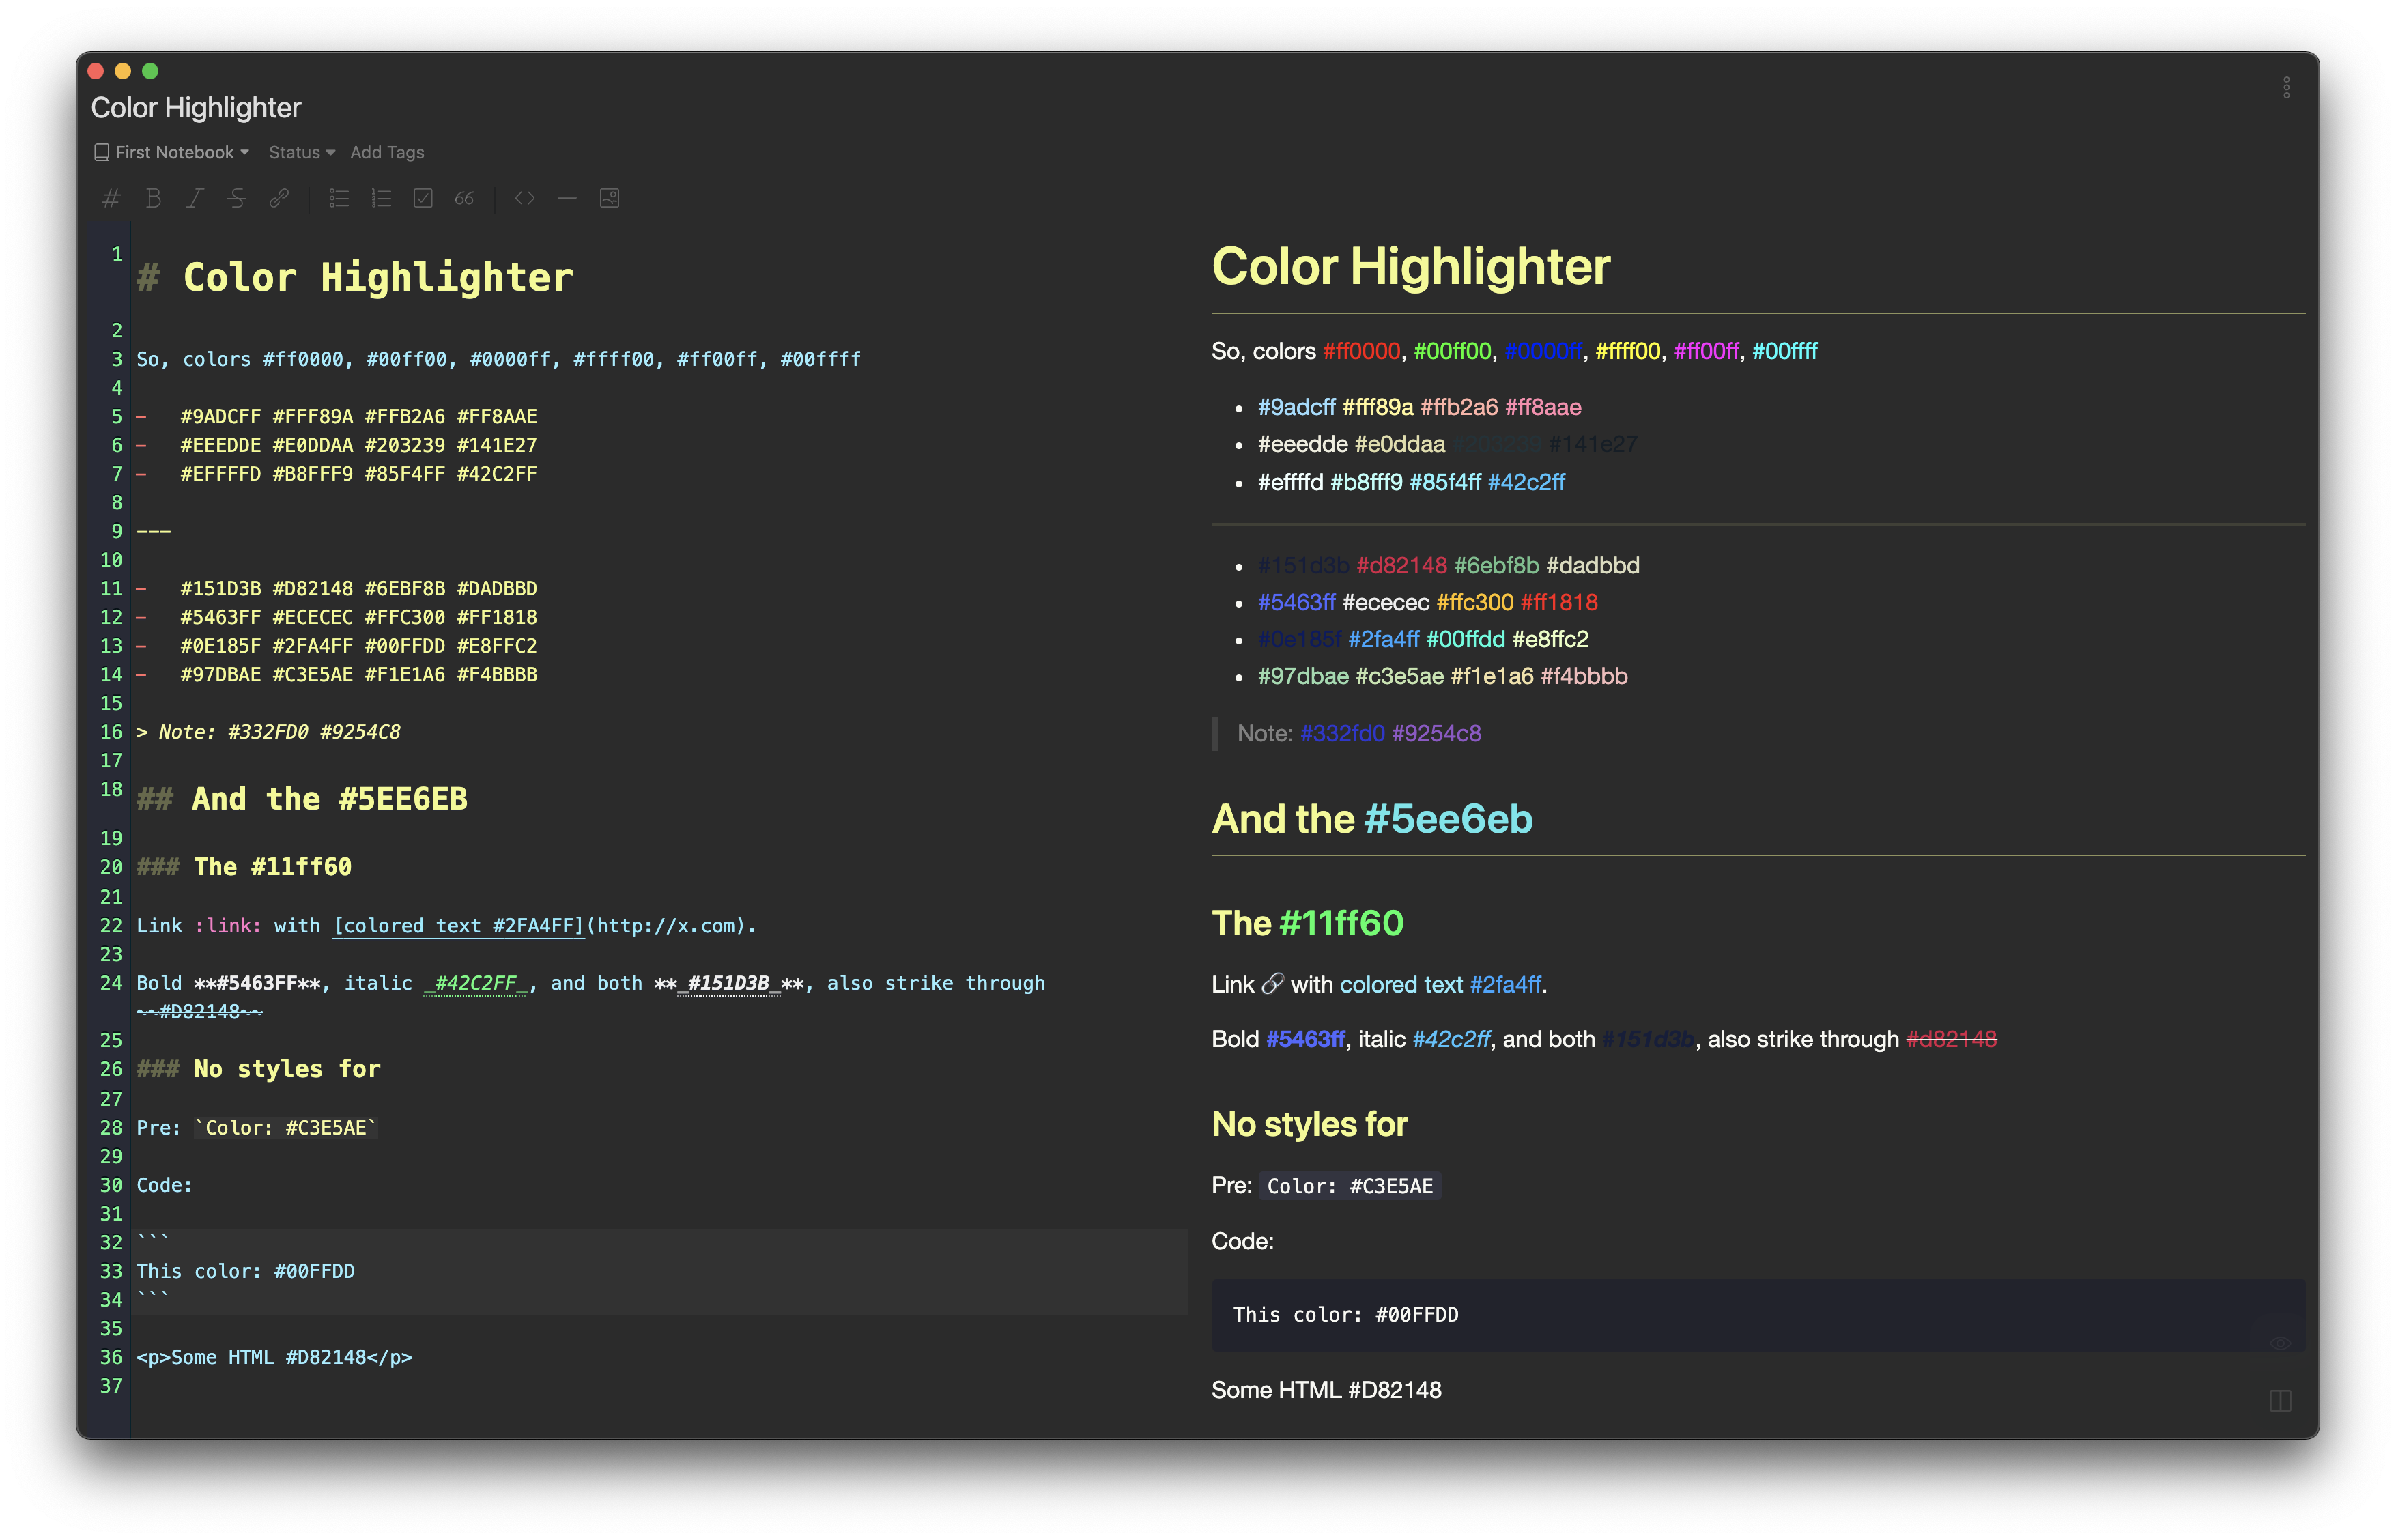 Color Highlighter
First Notebook Status Add Tags
1 # Color Highlighter
2
3 So, colors #ff0000, #00ff00, #0000ff, #ffff00, #ff00ff, #00ffff
4
5 - #9ADCFF #FFF89A #FFB2A6 #FF8AAE
6 - #EEEDDE #E0DDAA #203239 #141E27
7 - #EFFFFD #B8FFF9 #85F4FF #42C2FF
8
9 ---
10
11 - #151D3B #D82148 #6EBF8B #DADBBD
12 - #5463FF #ECECEC #FFC300 #FF1818
13 - #0E185F #2FA4FF #00FFDD #E8FFC2
14 - #97DBAE #C3E5AE #F1E1A6 #F4BBBB
15
16 > Note: #332FD0 #9254C8
17
18 ## And the #5EE6EB
19
20 ### The #11ff60
21
22 Link :link: with [colored text #2FA4FF](http://x.com).
23
24 Bold **#5463FF**, italic _#42C2FF_, and both **_#151D3B_**, also strike through
~~#D82148~~
25
26 ### No styles for
27
28 Pre: `Color: #C3E5AE`
29
30 Code:
31
32 ```
33 This color: #00FFDD
34 ```
35
36 <p>Some HTML #D82148</p>
37
Color Highlighter
So, colors #ff0000, #00ff00, #0000ff, #ffff00, #ff00ff, #00ffff
• #9adcff #fff89a #ffb2a6 #ff8aae
• #eeedde #e0ddaa #203239 #141e27
• #effffd #b8fff9 #85f4ff #42c2ff
• #151d3b #d82148 #6ebf8b #dadbbd
• #5463ff #ececec #ffc300 #ff1818
• #0e185f #2fa4ff #00ffdd #e8ffc2
• #97dbae #c3e5ae #f1e1a6 #f4bbbb
Note: #332fd0 #9254c8
And the #5ee6eb
The #11ff60
Link 🔗 with colored text #2fa4ff.
Bold #5463ff, italic #42c2ff, and both #151d3b, also strike through #d82148
No styles for
Pre: Color: #C3E5AE
Code:
This color: #00FFDD
Some HTML #D82148